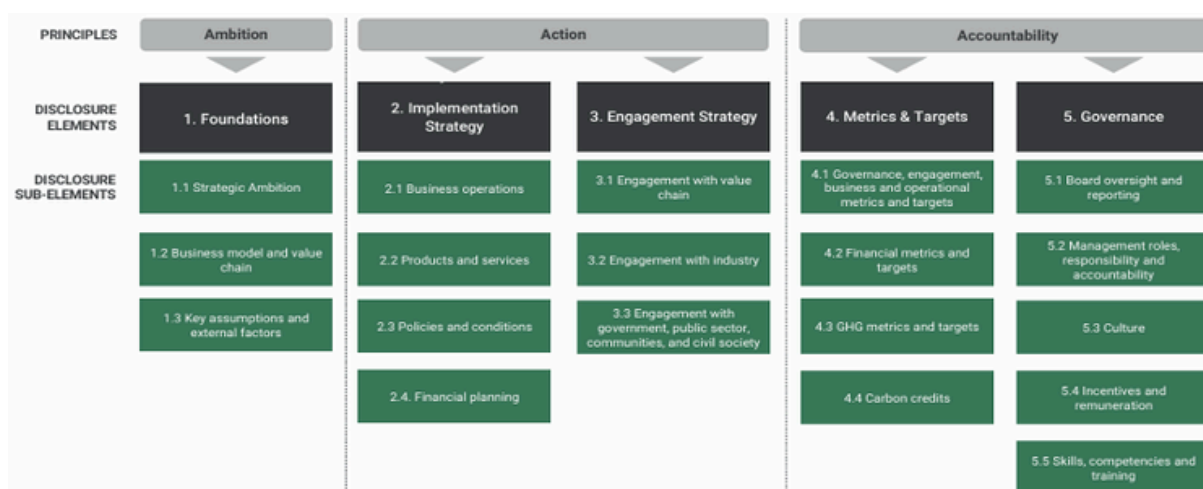 PRINCIPLES
Ambition
Action
Accountability
DISCLOSURE
ELEMENTS
1. Foundations
2. Implementation
Strategy
3. Engagement Strategy
4. Metrics & Targets
5. Governance
DISCLOSURE
SUB-ELEMENTS
1.1 Strategic Ambition
2.1 Business operations
3.1 Engagement with value
chain
4.1 Governance, engagement,
business and operational
metrics and targets
5.1 Board oversight and
reporting
1.2 Business model and value
chain
2.2 Products and services
3.2 Engagement with industry
4.2 Financial metrics and
targets
5.2 Management roles,
responsibility and
accountability
1.3 Key assumptions and
external factors
2.3 Policies and conditions
3.3 Engagement with
government, public sector,
communities, and civil society
4.3 GHG metrics and targets
5.3 Culture
2.4. Financial planning
4.4 Carbon credits
5.4 Incentives and
remuneration
5.5 Skills, competencies and
training